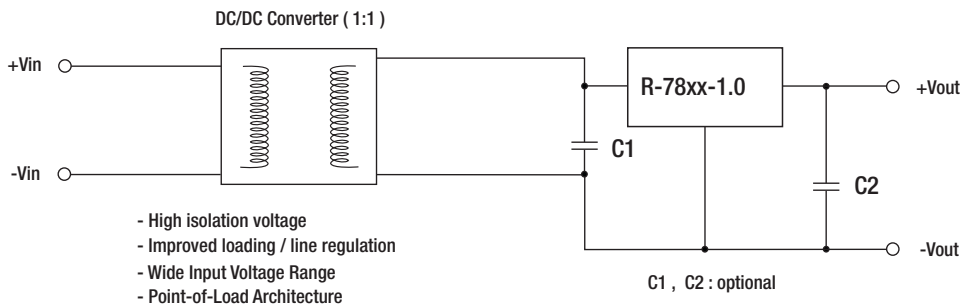 DC/DC Converter ( 1:1 )
+Vin
R-78xx-1.0
+Vout
C1
-Vin
C2
- High isolation voltage
- Improved loading / line regulation
-Vout
- Wide Input Voltage Range
C1 , C2 : optional
- Point-of-Load Architecture